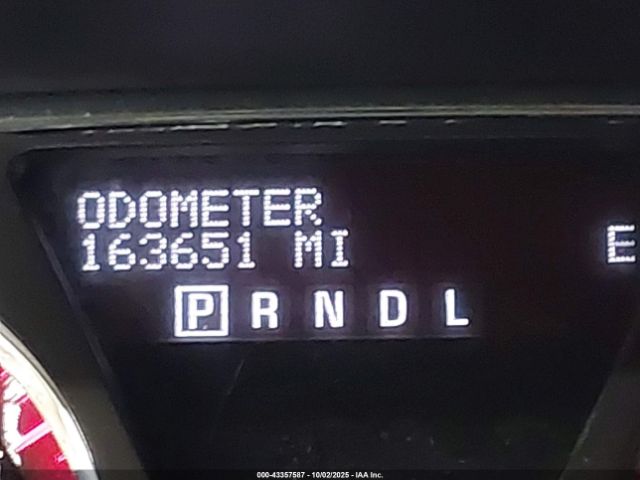 ODOMETER
163651 MI
E
P R N D L
000-43357587 - 10/02/2025 - IAA Inc.